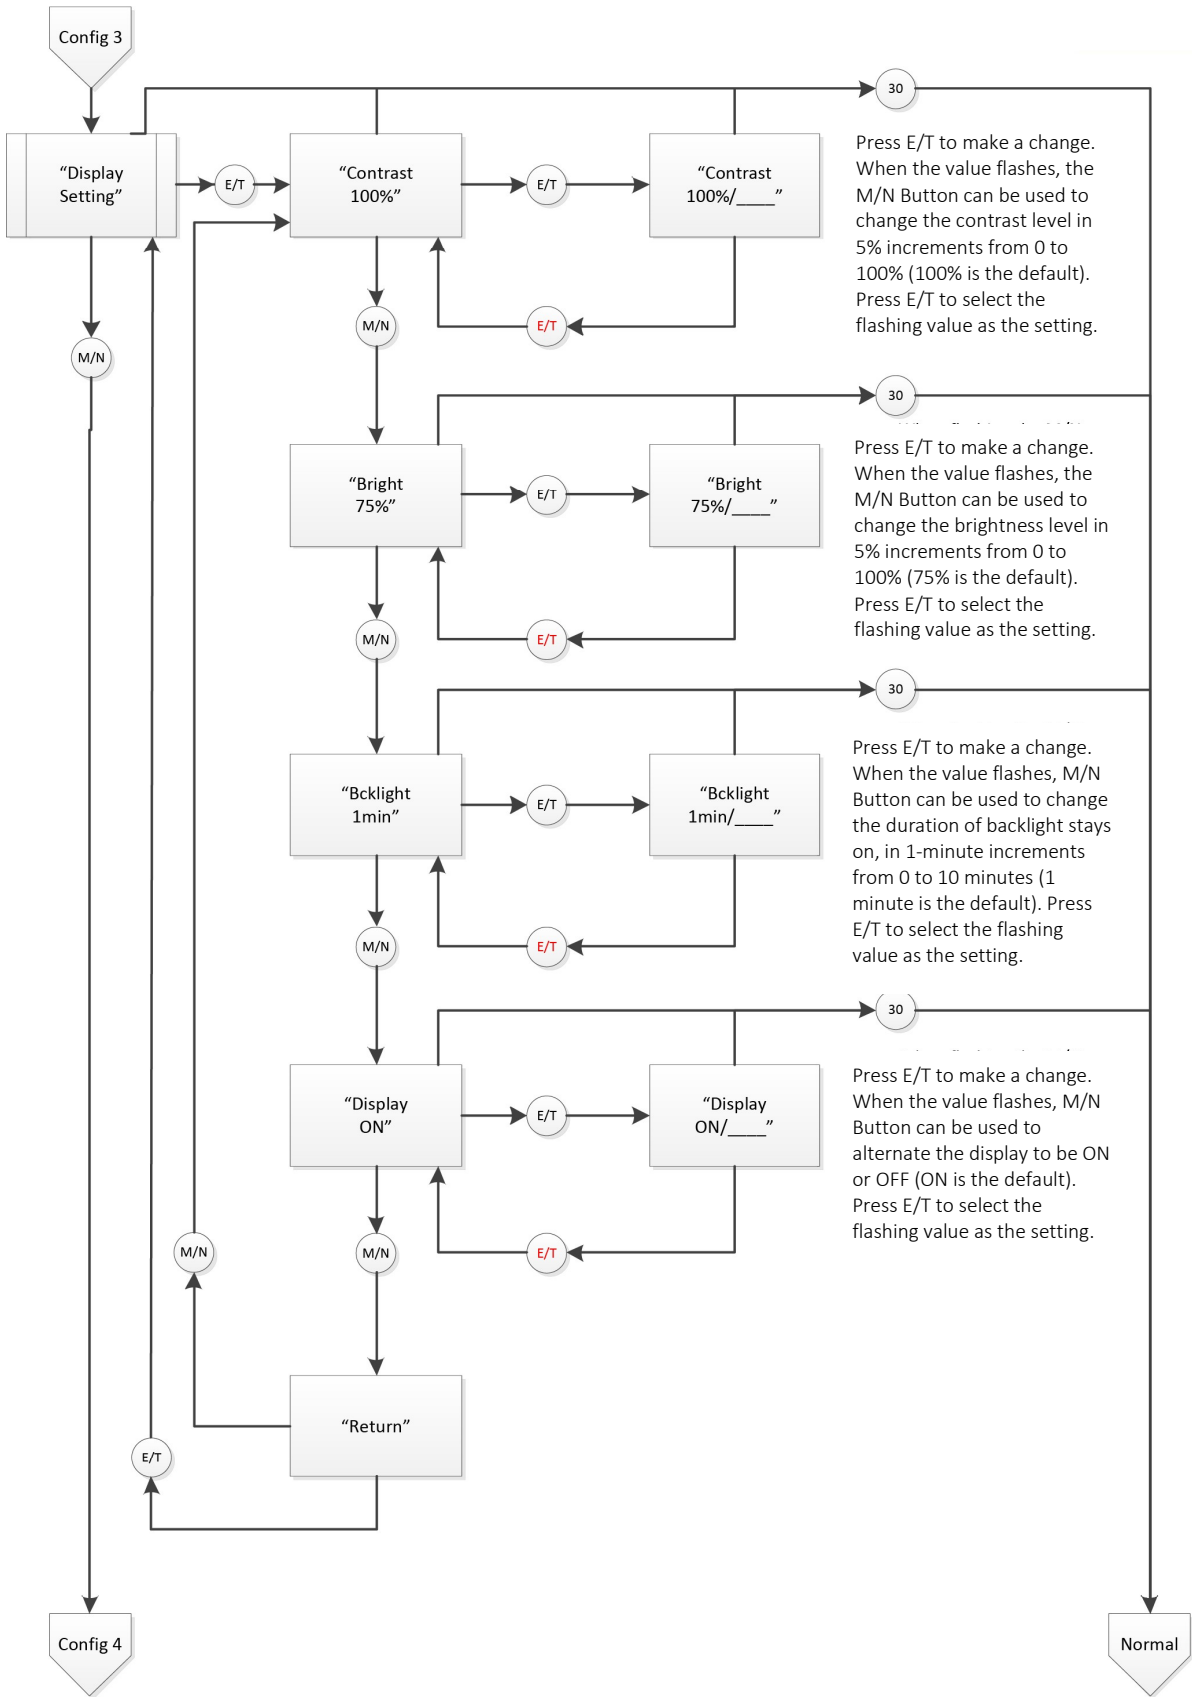 Config 3
30
"Display
Setting"
E/T
"Contrast
100%"
E/T
"Contrast
100%/____"
Press E/T to make a change.
When the value flashes, the
M/N Button can be used to
change the contrast level in
5% increments from 0 to
100% (100% is the default).
Press E/T to select the
flashing value as the setting.
M/N
E/T
M/N
30
"Bright
75%"
E/T
"Bright
75%/____"
Press E/T to make a change.
When the value flashes, the
M/N Button can be used to
change the brightness level in
5% increments from 0 to
100% (75% is the default).
Press E/T to select the
flashing value as the setting.
M/N
E/T
30
"Bcklight
1min"
E/T
"Bcklight
1min/____"
Press E/T to make a change.
When the value flashes, M/N
Button can be used to change
the duration of backlight stays
on, in 1-minute increments
from 0 to 10 minutes (1
minute is the default). Press
E/T to select the flashing
value as the setting.
M/N
E/T
30
"Display
ON"
E/T
"Display
ON/____"
Press E/T to make a change.
When the value flashes, M/N
Button can be used to
alternate the display to be ON
or OFF (ON is the default).
Press E/T to select the
flashing value as the setting.
M/N
M/N
E/T
"Return"
E/T
Config 4
Normal